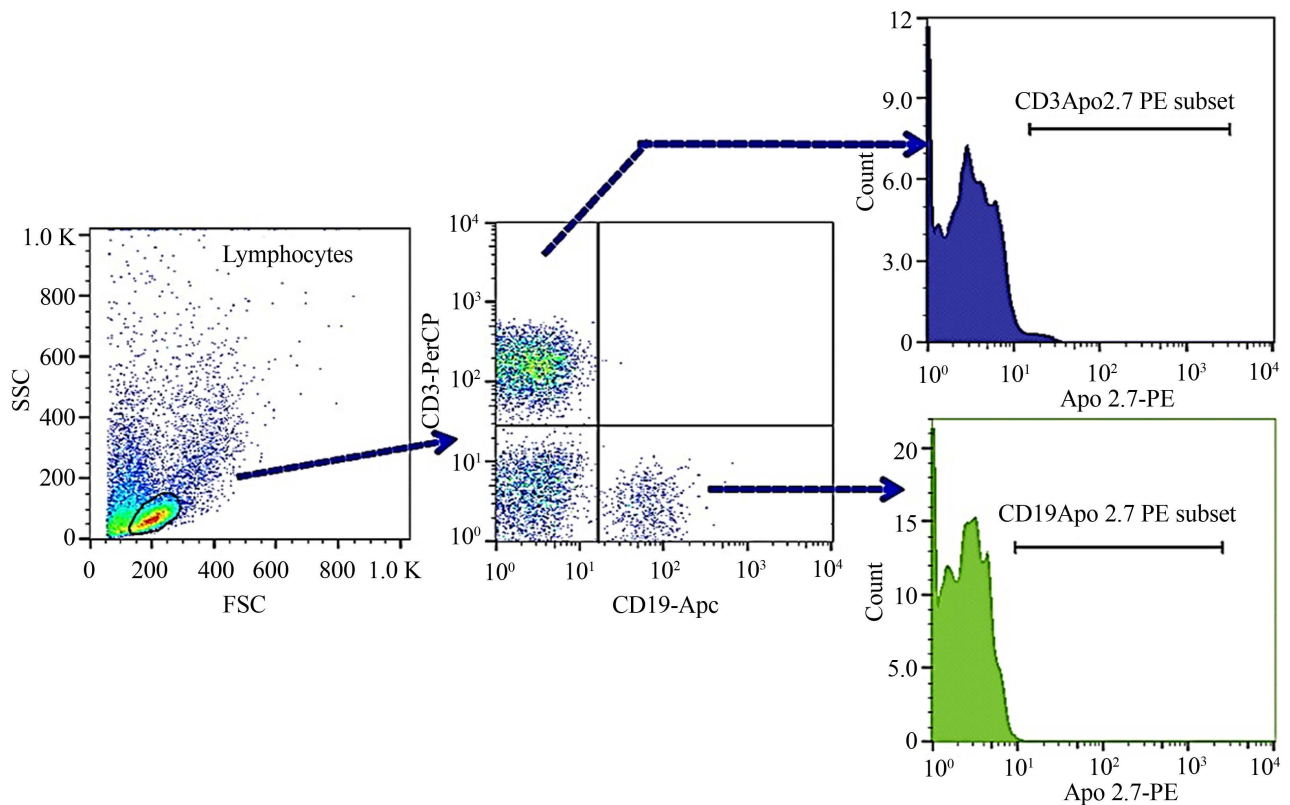 1.0 K
800
600
400
200
0
SSC
Lymphocytes
0 200 400 600 800 1.0 K
FSC
10⁴
10³
10²
10¹
10⁰
CD3-PerCP
10⁰ 10¹ 10² 10³ 10⁴
CD19-Apc
12
9.0
6.0
3.0
0
Count
CD3Apo2.7 PE subset
10⁰ 10¹ 10² 10³ 10⁴
Apo 2.7-PE
20
15
10
5.0
0
Count
CD19Apo 2.7 PE subset
10⁰ 10¹ 10² 10³ 10⁴
Apo 2.7-PE